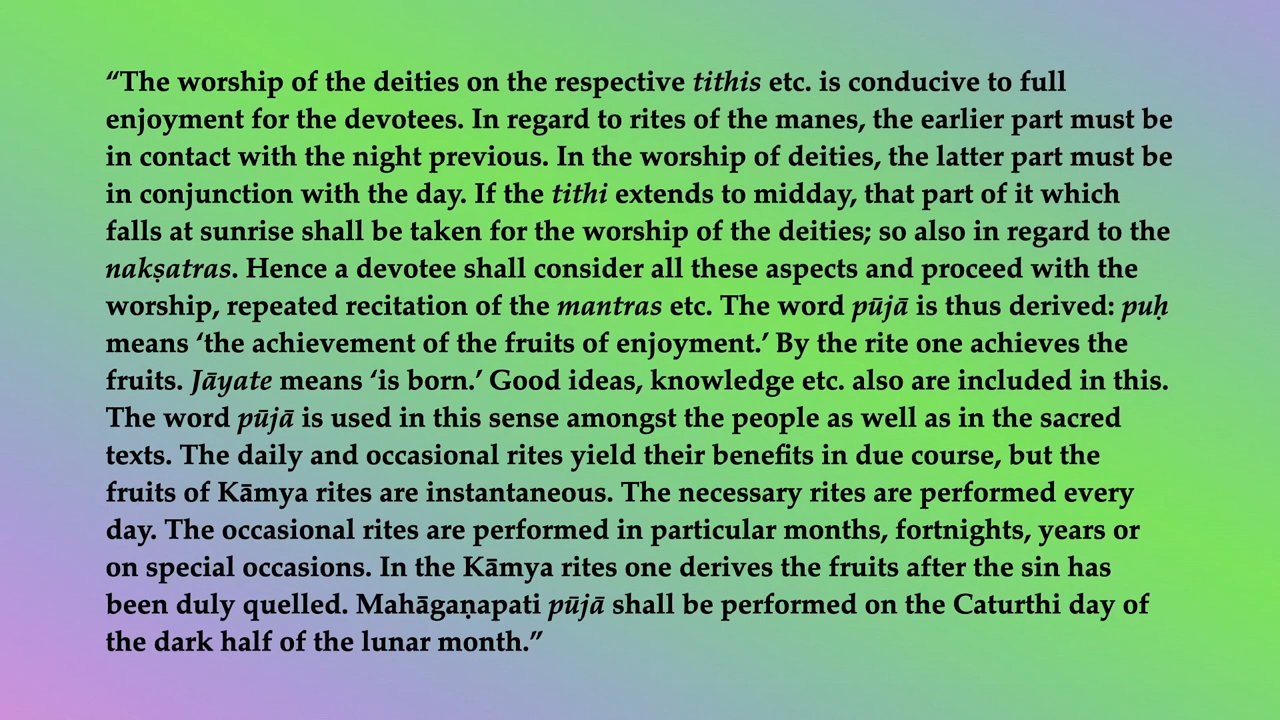 “The worship of the deities on the respective tithis etc. is conducive to full
enjoyment for the devotees. In regard to rites of the manes, the earlier part must be
in contact with the night previous. In the worship of deities, the latter part must be
in conjunction with the day. If the tithi extends to midday, that part of it which
falls at sunrise shall be taken for the worship of the deities; so also in regard to the
nakṣatras. Hence a devotee shall consider all these aspects and proceed with the
worship, repeated recitation of the mantras etc. The word pūjā is thus derived: puḥ
means ‘the achievement of the fruits of enjoyment.’ By the rite one achieves the
fruits. Jāyate means ‘is born.’ Good ideas, knowledge etc. also are included in this.
The word pūjā is used in this sense amongst the people as well as in the sacred
texts. The daily and occasional rites yield their benefits in due course, but the
fruits of Kāmya rites are instantaneous. The necessary rites are performed every
day. The occasional rites are performed in particular months, fortnights, years or
on special occasions. In the Kāmya rites one derives the fruits after the sin has
been duly quelled. Mahāgaṇapati pūjā shall be performed on the Caturthi day of
the dark half of the lunar month.”